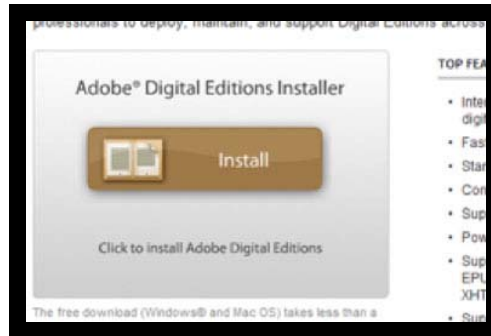 professionals to deploy, maintain, and support Digital Editions across
Adobe® Digital Editions Installer
Install
Click to install Adobe Digital Editions
The free download (Windows® and Mac OS) takes less than a
TOP FEA
• Inte
digit
• Fas
• Star
• Con
• Sup
• Pow
• Sup
EPU
XHT
• Sup